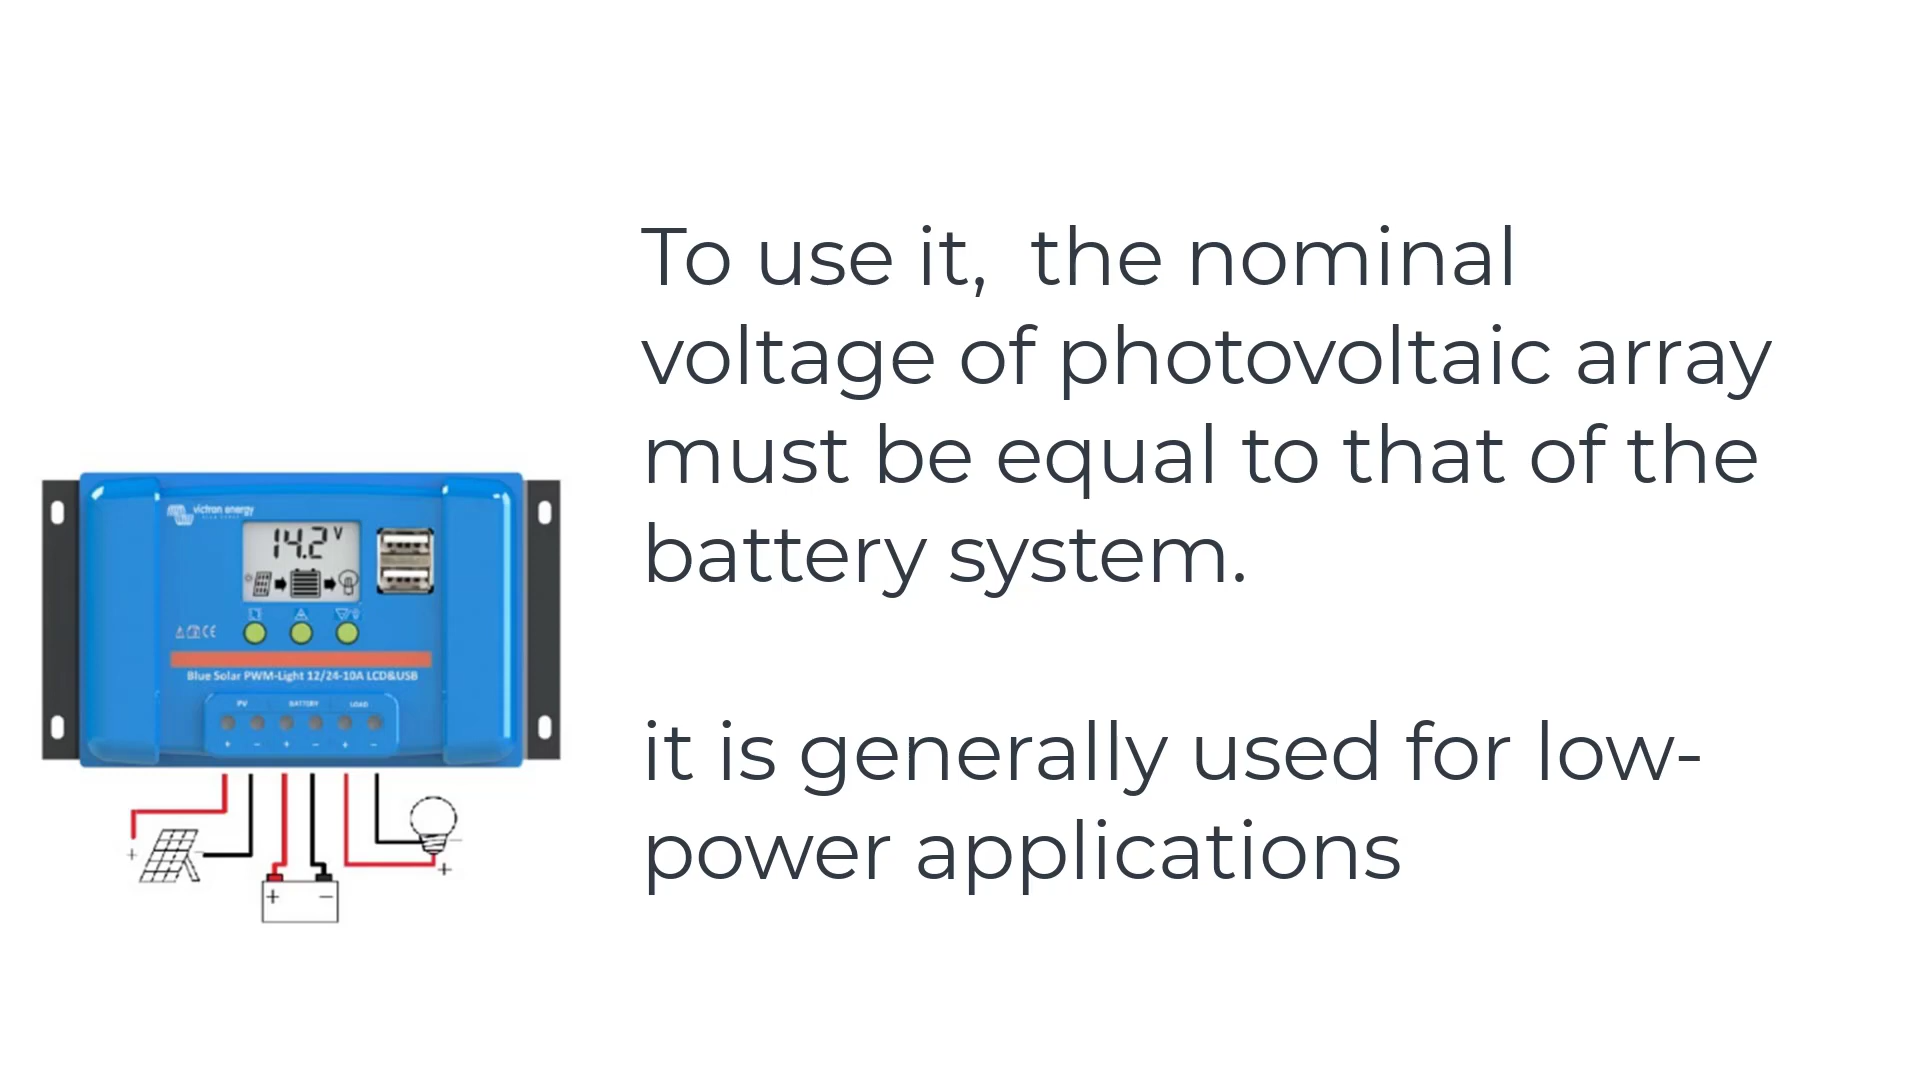 To use it,  the nominal
voltage of photovoltaic array
must be equal to that of the
battery system.
it is generally used for low-
power applications
victron energy
14.2 V
CE
Blue Solar PWM-Light 12/24-10A LCD&USB
PV BATTERY LOAD
+ − + − + −
+
+ −
− +